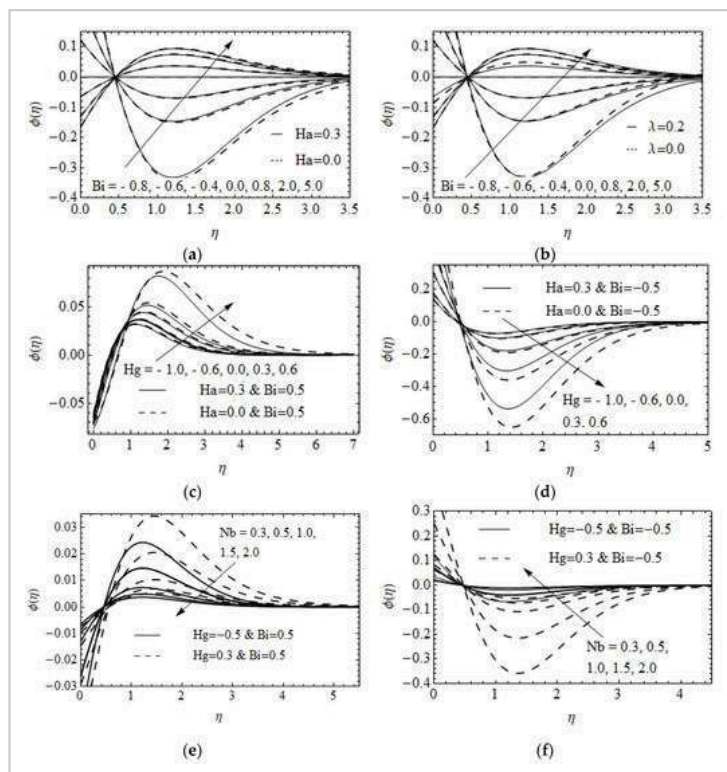 0.1
0.0
−0.1
−0.2
−0.3
−0.4
ϕ(η)
Ha=0.3
Ha=0.0
Bi = - 0.8, - 0.6, - 0.4, 0.0, 0.8, 2.0, 5.0
0.0 0.5 1.0 1.5 2.0 2.5 3.0 3.5
η
(a)
0.1
0.0
−0.1
−0.2
−0.3
−0.4
ϕ(η)
λ=0.2
λ=0.0
Bi = - 0.8, - 0.6, - 0.4, 0.0, 0.8, 2.0, 5.0
0.0 0.5 1.0 1.5 2.0 2.5 3.0 3.5
η
(b)
0.05
0.00
−0.05
ϕ(η)
Hg = - 1.0, - 0.6, 0.0, 0.3, 0.6
Ha=0.3 & Bi=0.5
Ha=0.0 & Bi=0.5
0 1 2 3 4 5 6 7
η
(c)
0.2
0.0
−0.2
−0.4
−0.6
ϕ(η)
Ha=0.3 & Bi=−0.5
Ha=0.0 & Bi=−0.5
Hg = - 1.0, - 0.6, 0.0,
0.3, 0.6
0 1 2 3 4 5
η
(d)
0.03
0.02
0.01
0.00
−0.01
−0.02
−0.03
ϕ(η)
Nb = 0.3, 0.5, 1.0,
1.5, 2.0
Hg=−0.5 & Bi=0.5
Hg=0.3 & Bi=0.5
0 1 2 3 4 5
η
(e)
0.3
0.2
0.1
0.0
−0.1
−0.2
−0.3
−0.4
ϕ(η)
Hg=−0.5 & Bi=−0.5
Hg=0.3 & Bi=−0.5
Nb = 0.3, 0.5,
1.0, 1.5, 2.0
0 1 2 3 4
η
(f)